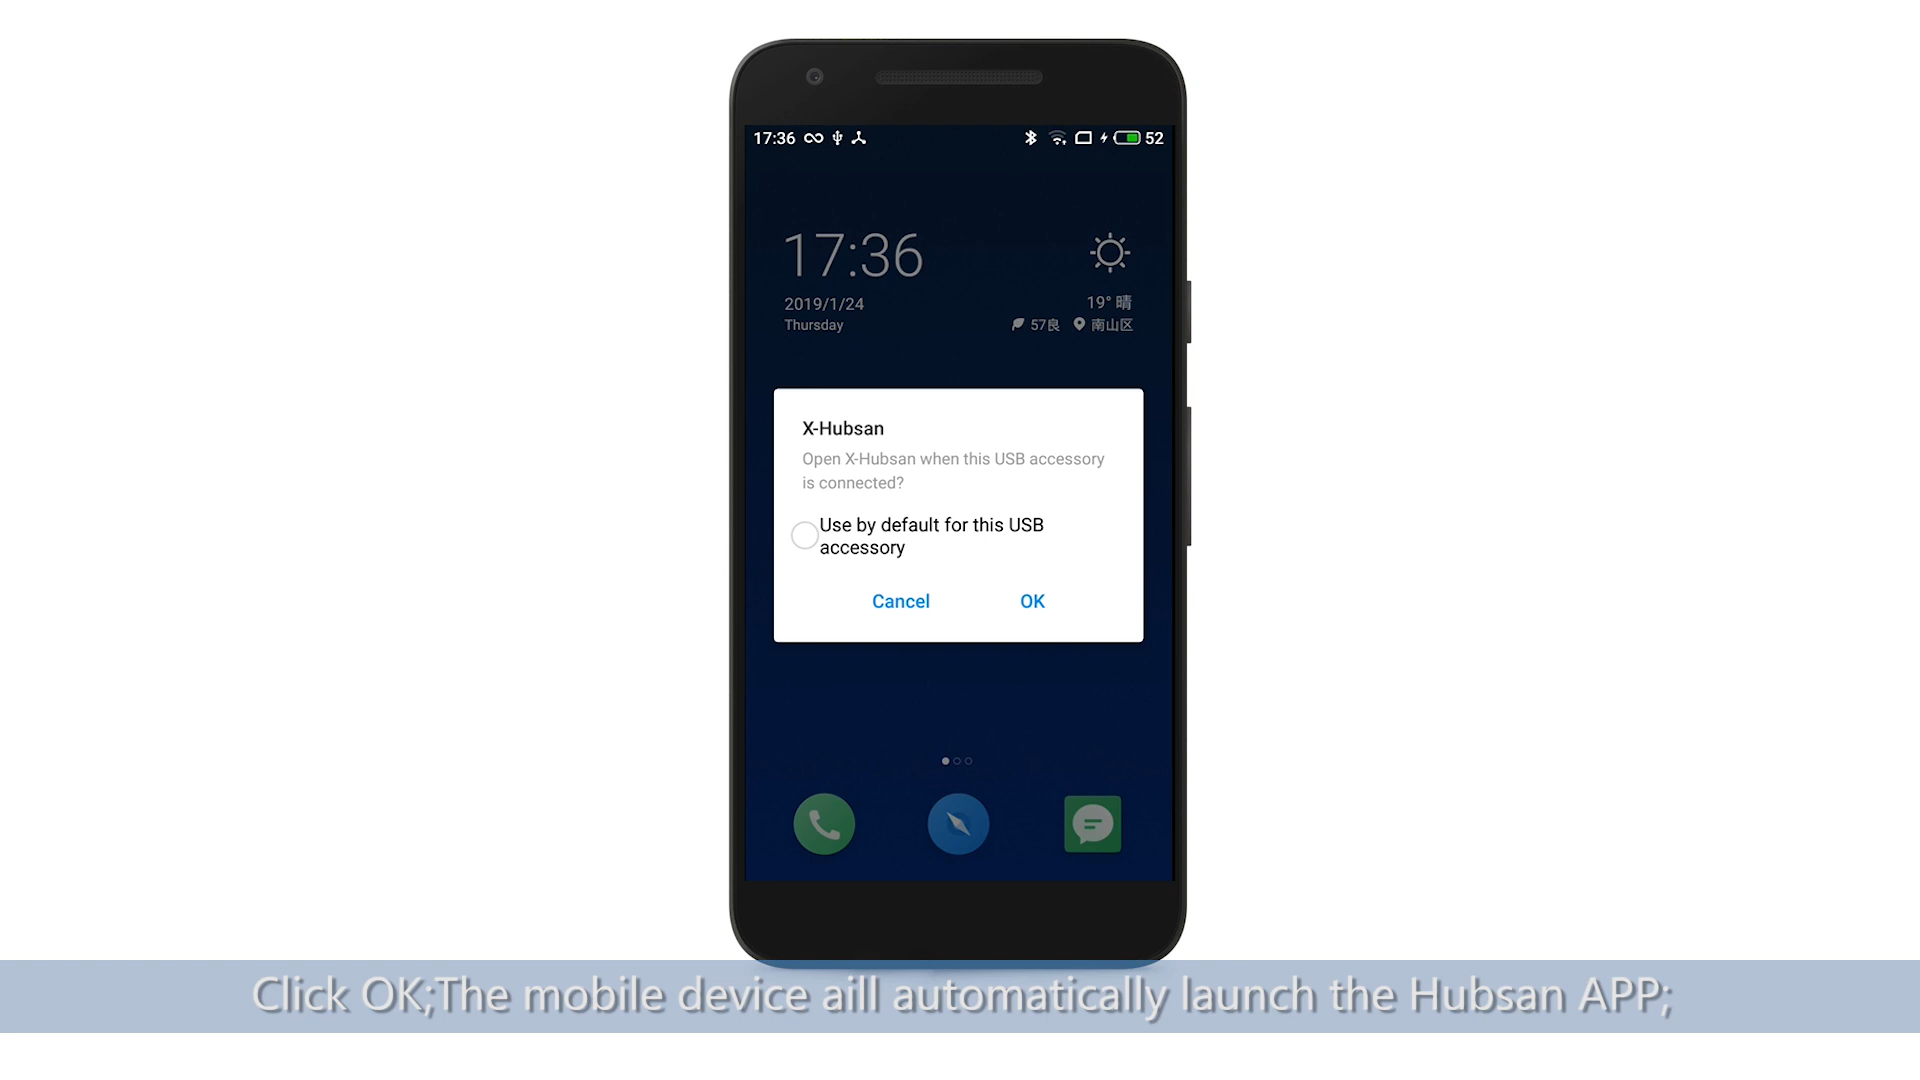 17:36
52
17:36
2019/1/24
Thursday
19° 晴
57良 南山区
X-Hubsan
Open X-Hubsan when this USB accessory
is connected?
Use by default for this USB
accessory
Cancel OK
Click OK;The mobile device aill automatically launch the Hubsan APP;